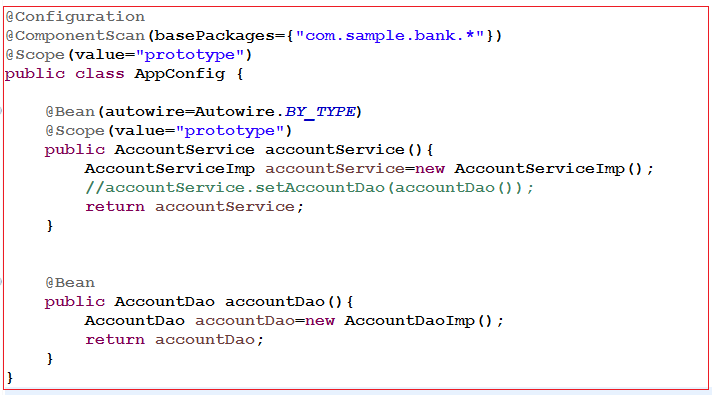 @Configuration
@ComponentScan(basePackages={"com.sample.bank.*"})
@Scope(value="prototype")
public class AppConfig {
@Bean(autowire=Autowire.BY_TYPE)
@Scope(value="prototype")
public AccountService accountService(){
AccountServiceImp accountService=new AccountServiceImp();
//accountService.setAccountDao(accountDao());
return accountService;
}
@Bean
public AccountDao accountDao(){
AccountDao accountDao=new AccountDaoImp();
return accountDao;
}
}